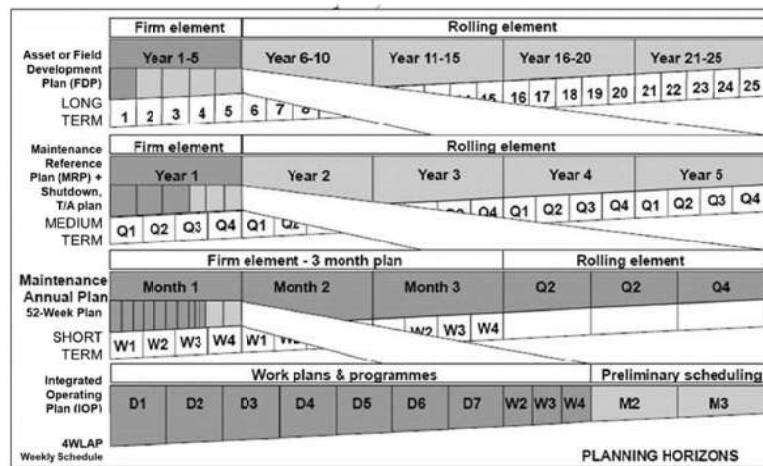 Firm element Rolling element
Asset or Field
Development
Plan (FDP)
Year 1-5 Year 6-10 Year 11-15 Year 16-20 Year 21-25
LONG
TERM
1 2 3 4 5 6 7 15 16 17 18 19 20 21 22 23 24 25
Firm element Rolling element
Maintenance
Reference
Plan (MRP) +
Shutdown,
T/A plan
Year 1 Year 2 Year 3 Year 4 Year 5
MEDIUM
TERM
Q1 Q2 Q3 Q4 Q1 Q4 Q1 Q2 Q3 Q4 Q1 Q2 Q3 Q4
Firm element - 3 month plan Rolling element
Maintenance
Annual Plan
52-Week Plan
Month 1 Month 2 Month 3 Q2 Q2 Q4
SHORT
TERM
W1 W2 W3 W4 W1 W2 W3 W4
Work plans & programmes Preliminary scheduling
Integrated
Operating
Plan (IOP)
D1 D2 D3 D4 D5 D6 D7 W2 W3 W4 M2 M3
4WLAP
Weekly Schedule
PLANNING HORIZONS